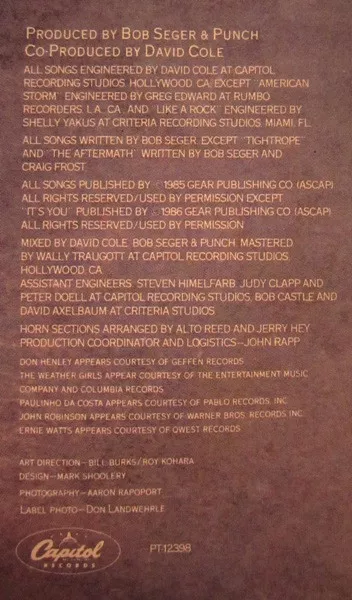 PRODUCED BY BOB SEGER & PUNCH
CO-PRODUCED BY DAVID COLE
ALL SONGS ENGINEERED BY DAVID COLE AT CAPITOL
RECORDING STUDIOS, HOLLYWOOD, CA, EXCEPT "AMERICAN
STORM" ENGINEERED BY GREG EDWARD AT RUMBO
RECORDERS, L.A., CA. AND "LIKE A ROCK" ENGINEERED BY
SHELLY YAKUS AT CRITERIA RECORDING STUDIOS, MIAMI, FL.
ALL SONGS WRITTEN BY BOB SEGER, EXCEPT "TIGHTROPE"
AND "THE AFTERMATH" WRITTEN BY BOB SEGER AND
CRAIG FROST
ALL SONGS PUBLISHED BY © 1985 GEAR PUBLISHING CO. (ASCAP)
ALL RIGHTS RESERVED/USED BY PERMISSION EXCEPT
"IT'S YOU" PUBLISHED © 1986 GEAR PUBLISHING CO. (ASCAP)
ALL RIGHTS RESERVED/USED BY PERMISSION
MIXED BY DAVID COLE, BOB SEGER & PUNCH, MASTERED
BY WALLY TRAUGOTT AT CAPITOL RECORDING STUDIOS,
HOLLYWOOD, CA
ASSISTANT ENGINEERS: STEVEN HIMELFARB, JUDY CLAPP AND
PETER DOELL AT CAPITOL RECORDING STUDIOS, BOB CASTLE AND
DAVID AXELBAUM AT CRITERIA STUDIOS
HORN SECTIONS ARRANGED BY ALTO REED AND JERRY HEY
PRODUCTION COORDINATOR AND LOGISTICS—JOHN RAPP
DON HENLEY APPEARS COURTESY OF GEFFEN RECORDS
THE WEATHER GIRLS APPEAR COURTESY OF THE ENTERTAINMENT MUSIC
COMPANY AND COLUMBIA RECORDS
PAULINHO DA COSTA APPEARS COURTESY OF PABLO RECORDS, INC.
JOHN ROBINSON APPEARS COURTESY OF WARNER BROS. RECORDS INC.
ERNIE WATTS APPEARS COURTESY OF QWEST RECORDS
ART DIRECTION—BILL BURKS/ROY KOHARA
DESIGN—MARK SHOOLERY
PHOTOGRAPHY—AARON RAPOPORT
LABEL PHOTO—DON LANDWEHRLE
Capitol
RECORDS
PT-12398